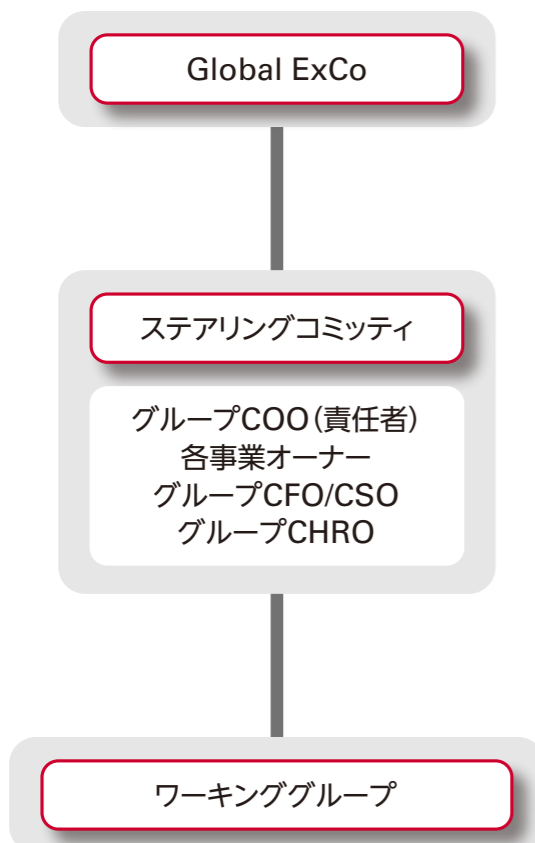 Global ExCo
ステアリングコミッティ
グループCOO（責任者）
各事業オーナー
グループCFO/CSO
グループCHRO
ワーキンググループ